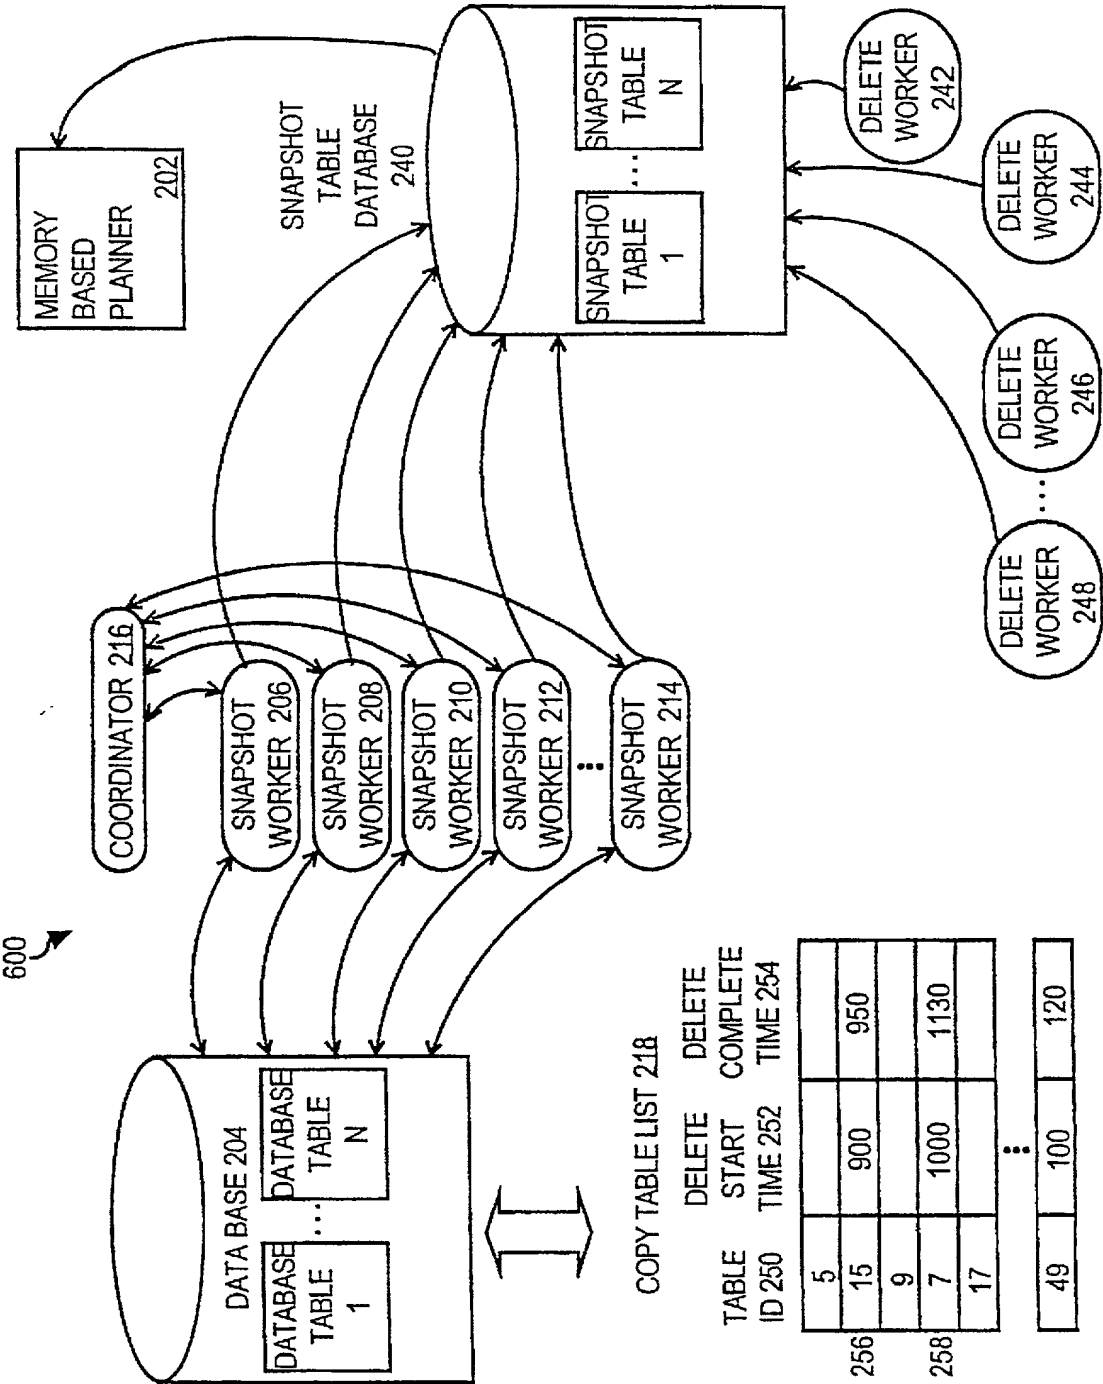 600
DATA BASE 204
DATABASE
TABLE
1
...
DATABASE
TABLE
N
COORDINATOR 216
SNAPSHOT
WORKER 206
SNAPSHOT
WORKER 208
SNAPSHOT
WORKER 210
SNAPSHOT
WORKER 212
...
SNAPSHOT
WORKER 214
MEMORY
BASED
PLANNER
202
SNAPSHOT
TABLE
DATABASE
240
SNAPSHOT
TABLE
1
...
SNAPSHOT
TABLE
N
COPY TABLE LIST 218
TABLE
ID 250
DELETE
START
TIME 252
DELETE
COMPLETE
TIME 254
5
256 15 900 950
9
258 7 1000 1130
17
...
49 100 120
DELETE
WORKER
248
...
DELETE
WORKER
246
DELETE
WORKER
244
DELETE
WORKER
242